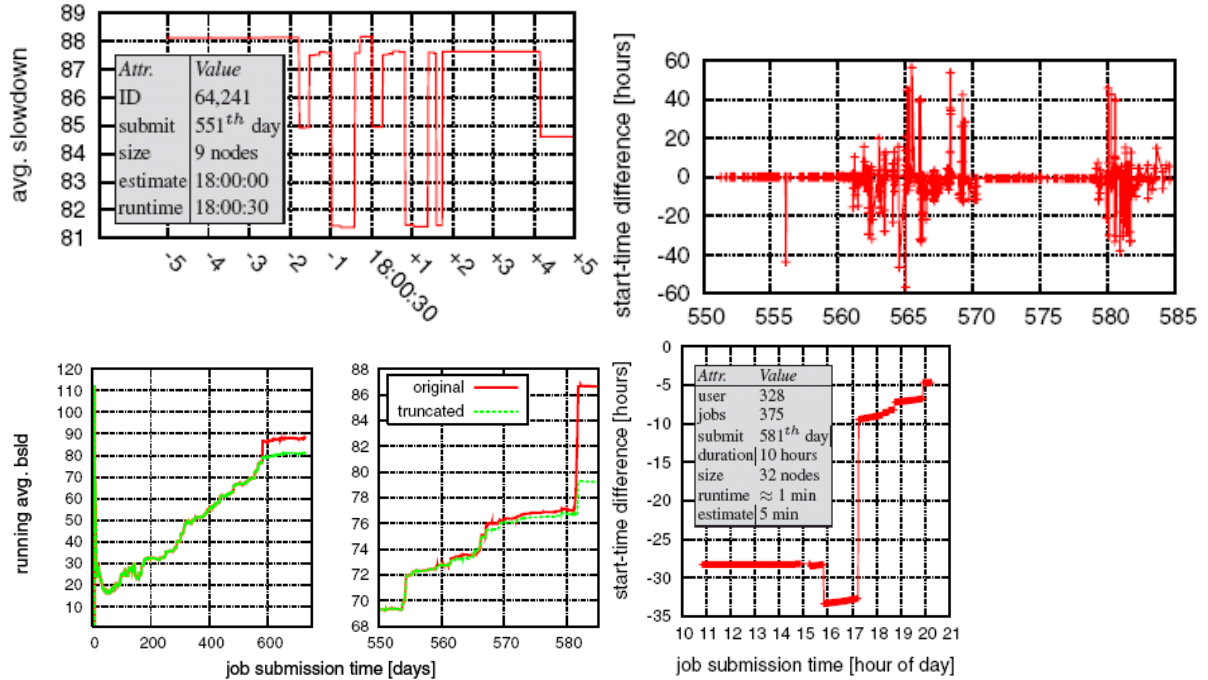 avg. slowdown
89
88
87
86
85
84
83
82
81
Attr. Value
ID 64,241
submit 551th day
size 9 nodes
estimate 18:00:00
runtime 18:00:30
-5 -4 -3 -2 -1 18:00:30 +1 +2 +3 +4 +5
start-time difference [hours]
60
40
20
0
-20
-40
-60
550 555 560 565 570 575 580 585
running avg. bsld
120
110
100
90
80
70
60
50
40
30
20
10
0 200 400 600
88
86
84
82
80
78
76
74
72
70
68
original
truncated
550 560 570 580
job submission time [days]
start-time difference [hours]
0
-5
-10
-15
-20
-25
-30
-35
Attr. Value
user 328
jobs 375
submit 581th day
duration 10 hours
size 32 nodes
runtime ≈ 1 min
estimate 5 min
10 11 12 13 14 15 16 17 18 19 20 21
job submission time [hour of day]